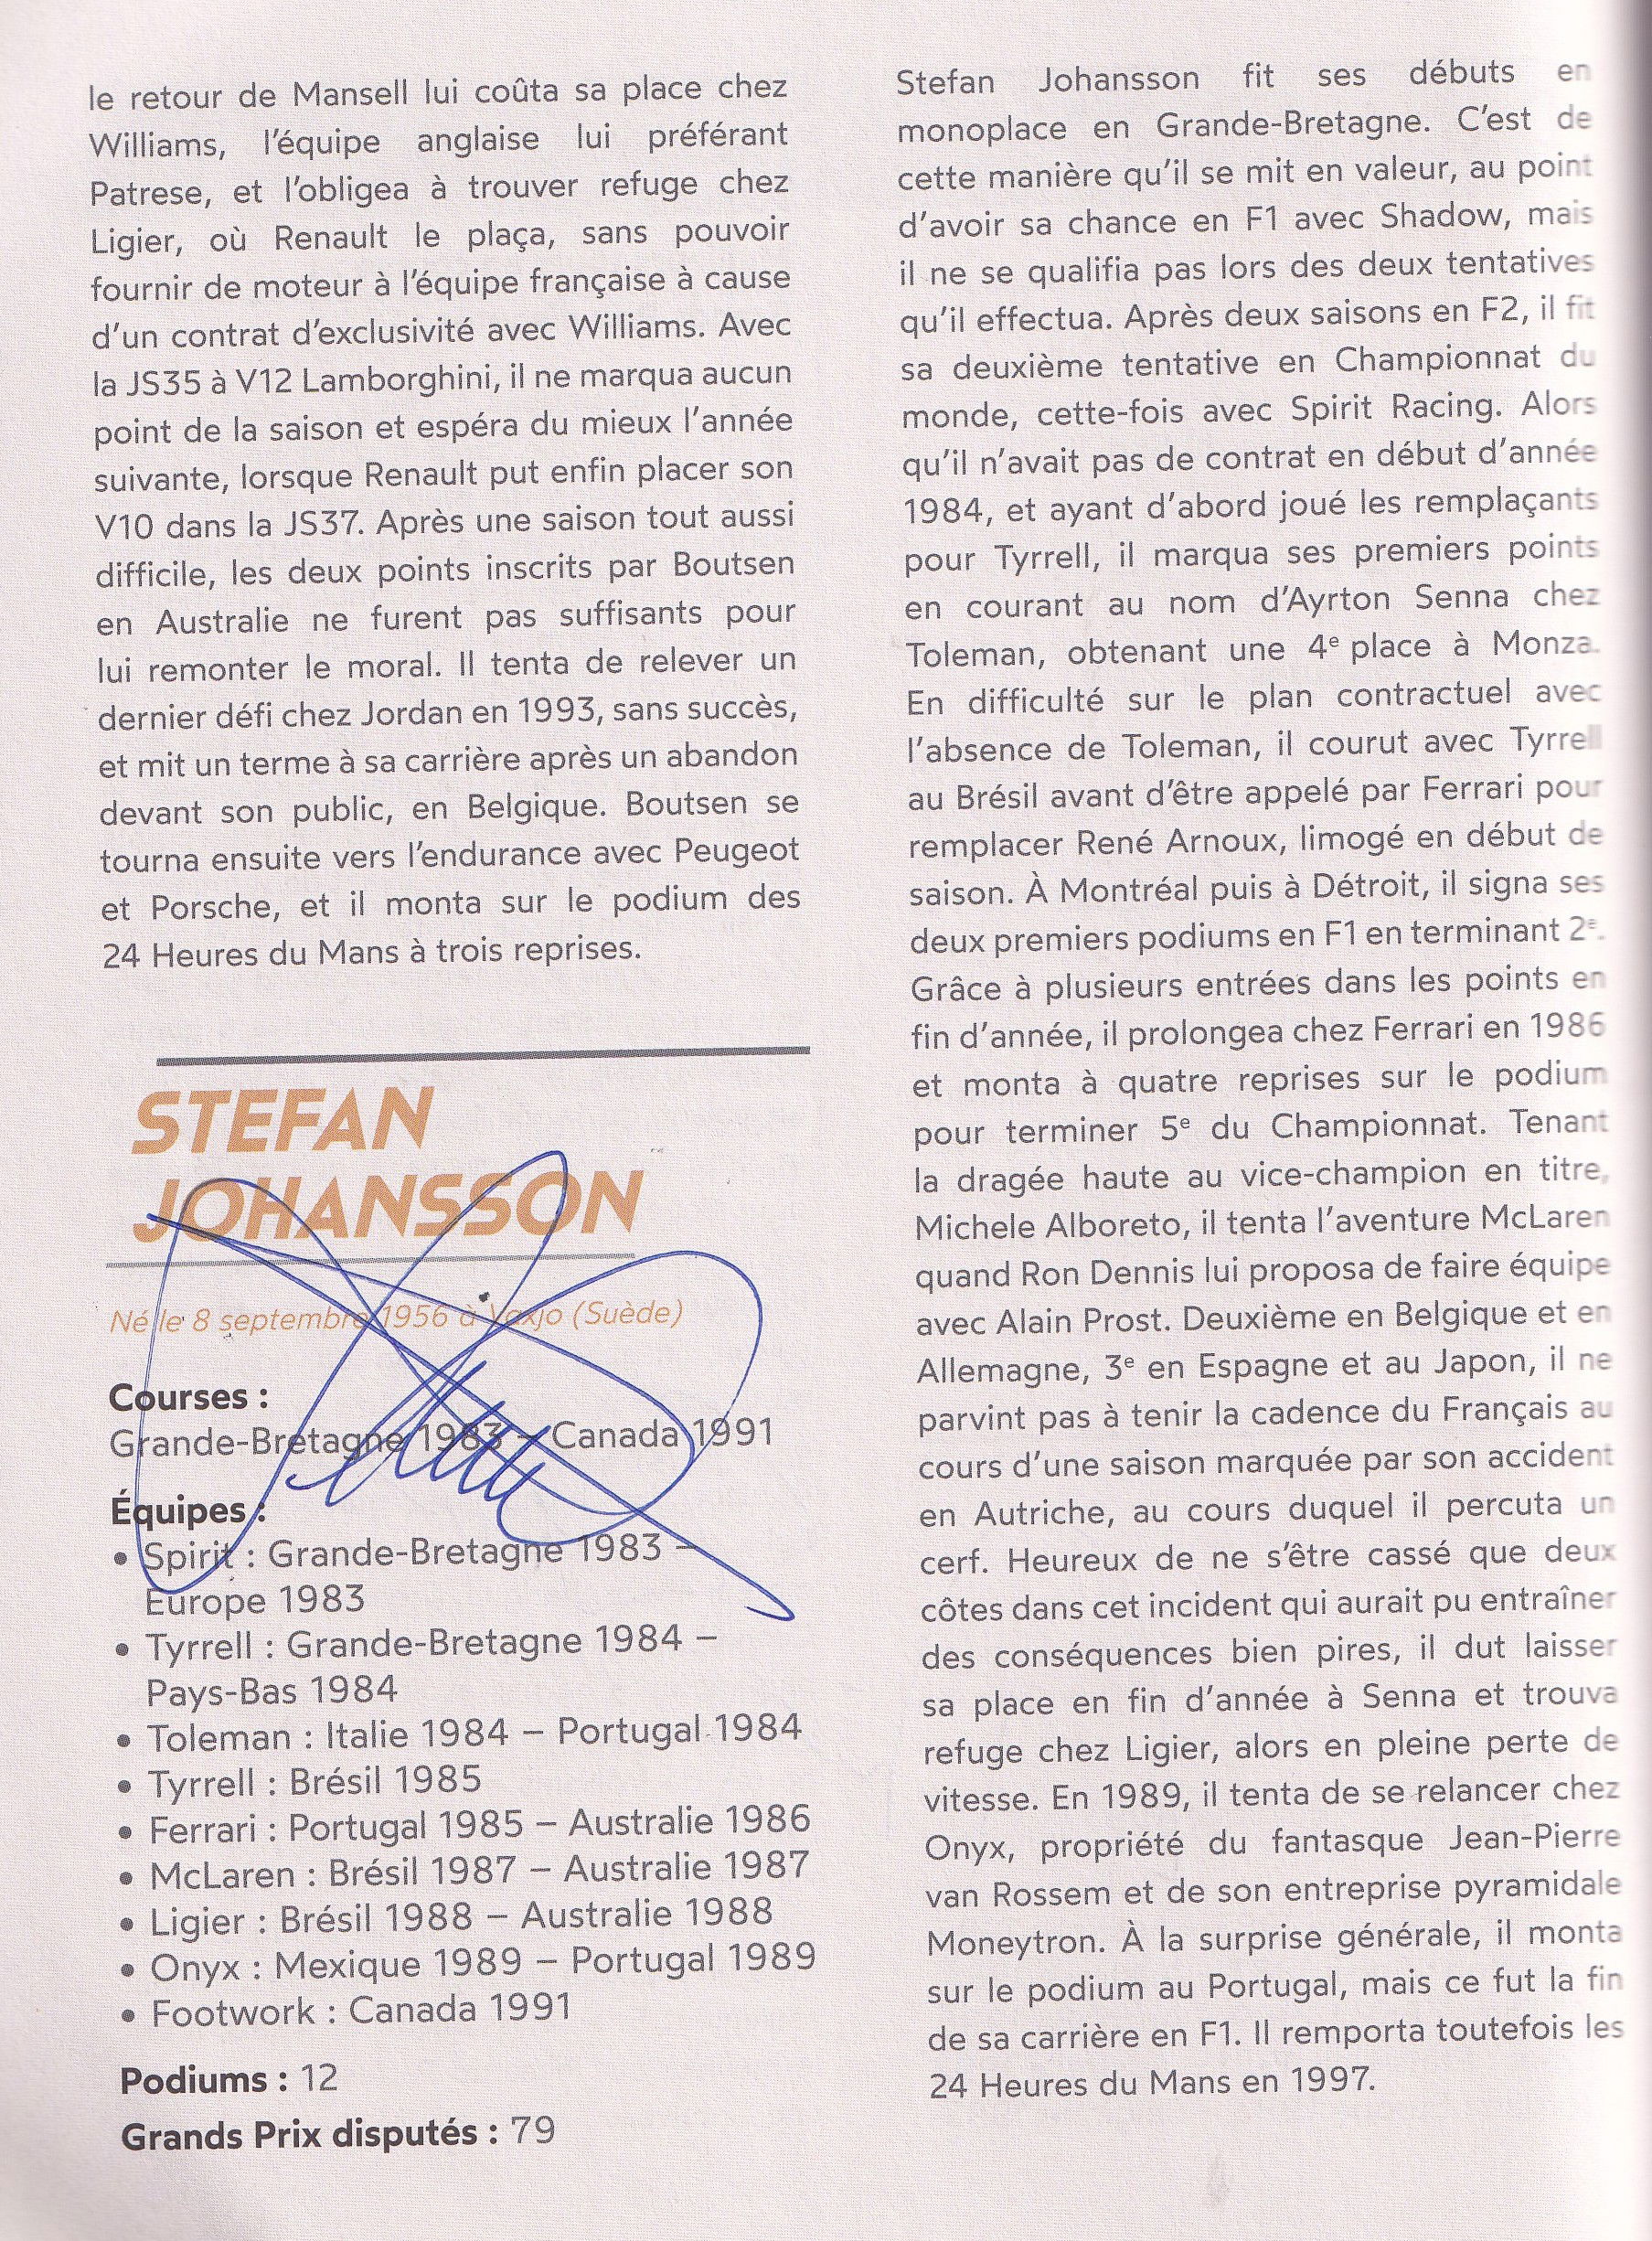 le retour de Mansell lui coûta sa place chez
Williams, l'équipe anglaise lui préférant
Patrese, et l'obligea à trouver refuge chez
Ligier, où Renault le plaça, sans pouvoir
fournir de moteur à l'équipe française à cause
d'un contrat d'exclusivité avec Williams. Avec
la JS35 à V12 Lamborghini, il ne marqua aucun
point de la saison et espéra du mieux l'année
suivante, lorsque Renault put enfin placer son
V10 dans la JS37. Après une saison tout aussi
difficile, les deux points inscrits par Boutsen
en Australie ne furent pas suffisants pour
lui remonter le moral. Il tenta de relever un
dernier défi chez Jordan en 1993, sans succès,
et mit un terme à sa carrière après un abandon
devant son public, en Belgique. Boutsen se
tourna ensuite vers l'endurance avec Peugeot
et Porsche, et il monta sur le podium des
24 Heures du Mans à trois reprises.
STEFAN
JOHANSSON
Né le 8 septembre 1956 à Vaxjo (Suède)
Courses :
Grande-Bretagne 1983 – Canada 1991
Équipes :
• Spirit : Grande-Bretagne 1983 –
Europe 1983
• Tyrrell : Grande-Bretagne 1984 –
Pays-Bas 1984
• Toleman : Italie 1984 – Portugal 1984
• Tyrrell : Brésil 1985
• Ferrari : Portugal 1985 – Australie 1986
• McLaren : Brésil 1987 – Australie 1987
• Ligier : Brésil 1988 – Australie 1988
• Onyx : Mexique 1989 – Portugal 1989
• Footwork : Canada 1991
Podiums : 12
Grands Prix disputés : 79
Stefan Johansson fit ses débuts en
monoplace en Grande-Bretagne. C'est de
cette manière qu'il se mit en valeur, au point
d'avoir sa chance en F1 avec Shadow, mais
il ne se qualifia pas lors des deux tentatives
qu'il effectua. Après deux saisons en F2, il fit
sa deuxième tentative en Championnat du
monde, cette-fois avec Spirit Racing. Alors
qu'il n'avait pas de contrat en début d'année
1984, et ayant d'abord joué les remplaçants
pour Tyrrell, il marqua ses premiers points
en courant au nom d'Ayrton Senna chez
Toleman, obtenant une 4e place à Monza.
En difficulté sur le plan contractuel avec
l'absence de Toleman, il courut avec Tyrrell
au Brésil avant d'être appelé par Ferrari pour
remplacer René Arnoux, limogé en début de
saison. À Montréal puis à Détroit, il signa ses
deux premiers podiums en F1 en terminant 2e.
Grâce à plusieurs entrées dans les points en
fin d'année, il prolongea chez Ferrari en 1986
et monta à quatre reprises sur le podium
pour terminer 5e du Championnat. Tenant
la dragée haute au vice-champion en titre,
Michele Alboreto, il tenta l'aventure McLaren
quand Ron Dennis lui proposa de faire équipe
avec Alain Prost. Deuxième en Belgique et en
Allemagne, 3e en Espagne et au Japon, il ne
parvint pas à tenir la cadence du Français au
cours d'une saison marquée par son accident
en Autriche, au cours duquel il percuta un
cerf. Heureux de ne s'être cassé que deux
côtes dans cet incident qui aurait pu entraîner
des conséquences bien pires, il dut laisser
sa place en fin d'année à Senna et trouva
refuge chez Ligier, alors en pleine perte de
vitesse. En 1989, il tenta de se relancer chez
Onyx, propriété du fantasque Jean-Pierre
van Rossem et de son entreprise pyramidale
Moneytron. À la surprise générale, il monta
sur le podium au Portugal, mais ce fut la fin
de sa carrière en F1. Il remporta toutefois les
24 Heures du Mans en 1997.